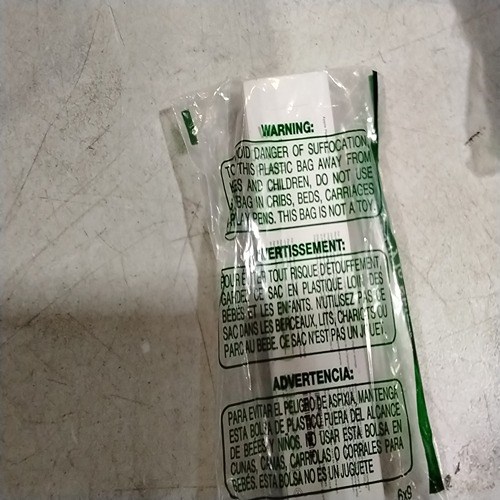 WARNING:
DANGER OF SUFFOCATION
THIS PLASTIC BAG AWAY FROM
AND CHILDREN, DO NOT USE
BAG IN CRIBS, BEDS, CARRIAGES
PENS. THIS BAG IS NOT A TOY.
VERTISSEMENT:
POUR TOUT RISQUE D'ÉTOUFFEMENT,
GARDEZ CE SAC EN PLASTIQUE LOIN DES
BÉBÉS ET LES ENFANTS. N'UTILISEZ PAS CE
SAC DANS LES BERCEAUX, LITS, CHARIOTS OU
PARC AU BÉBÉ. CE SAC N'EST PAS UN JOUET.
ADVERTENCIA:
PARA EVITAR EL PELIGRO DE ASFIXIA, MANTENGA
ESTA BOLSA DE PLASTICO FUERA DEL ALCANCE
DE BEBÉS Y NIÑOS. NO USAR ESTA BOLSA EN
CUNAS, CAMAS, CARRIOLAS O CORRALES PARA
BEBÉS, ESTA BOLSA NO ES UN JUGUETE